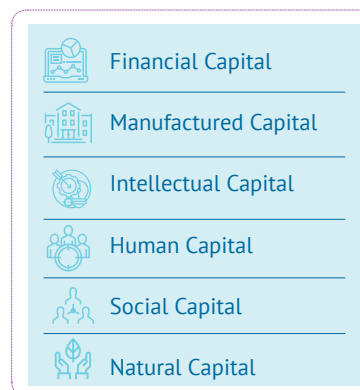 Financial Capital
Manufactured Capital
Intellectual Capital
Human Capital
Social Capital
Natural Capital